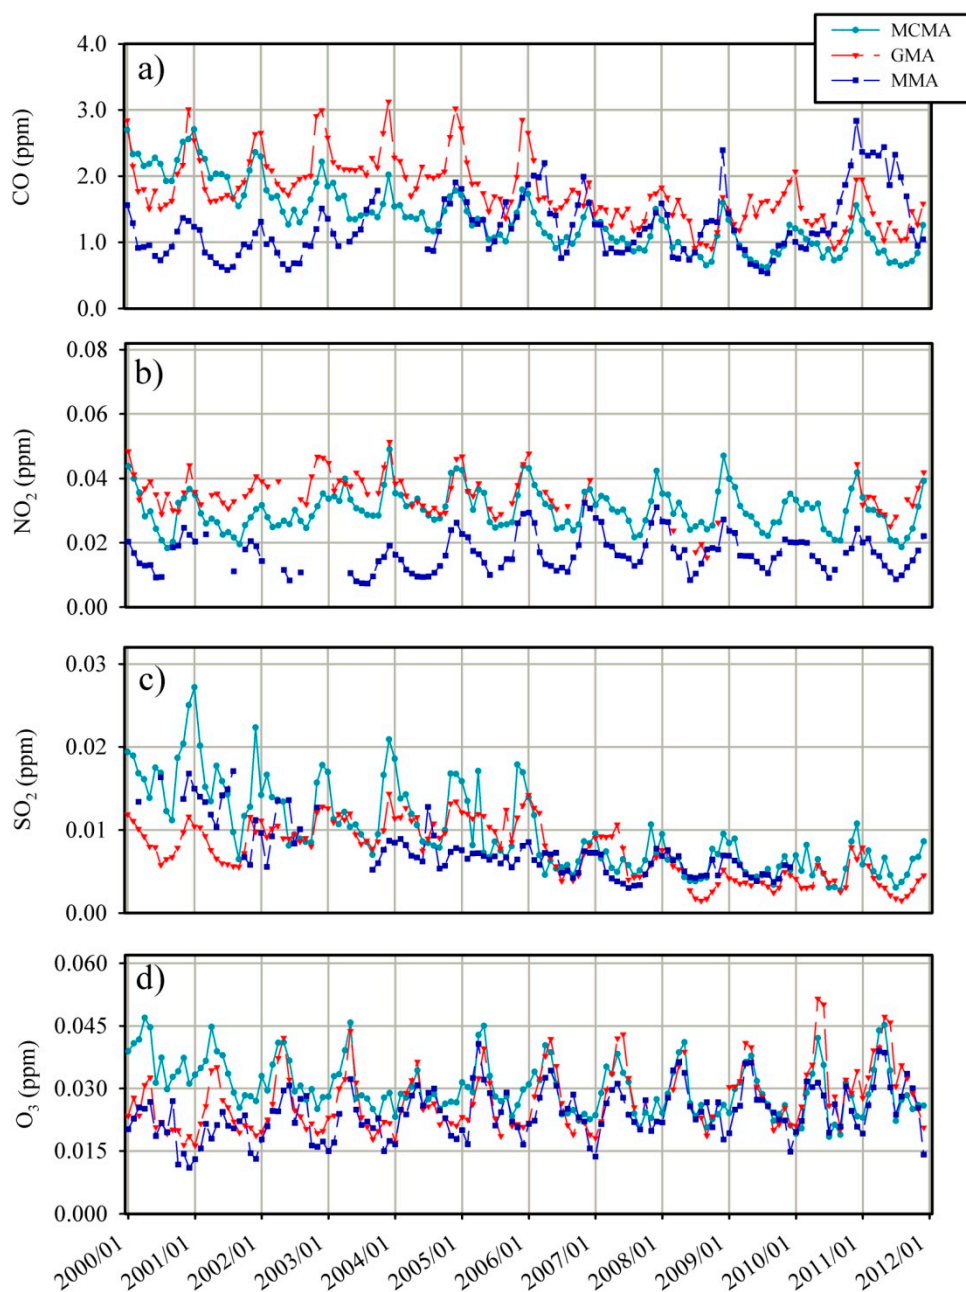 MCMA
GMA
MMA
a)
4.0
3.0
2.0
1.0
0.0
CO (ppm)
b)
0.08
0.06
0.04
0.02
0.00
NO₂ (ppm)
c)
0.03
0.02
0.01
0.00
SO₂ (ppm)
d)
0.060
0.045
0.030
0.015
0.000
O₃ (ppm)
2000/01
2001/01
2002/01
2003/01
2004/01
2005/01
2006/01
2007/01
2008/01
2009/01
2010/01
2011/01
2012/01